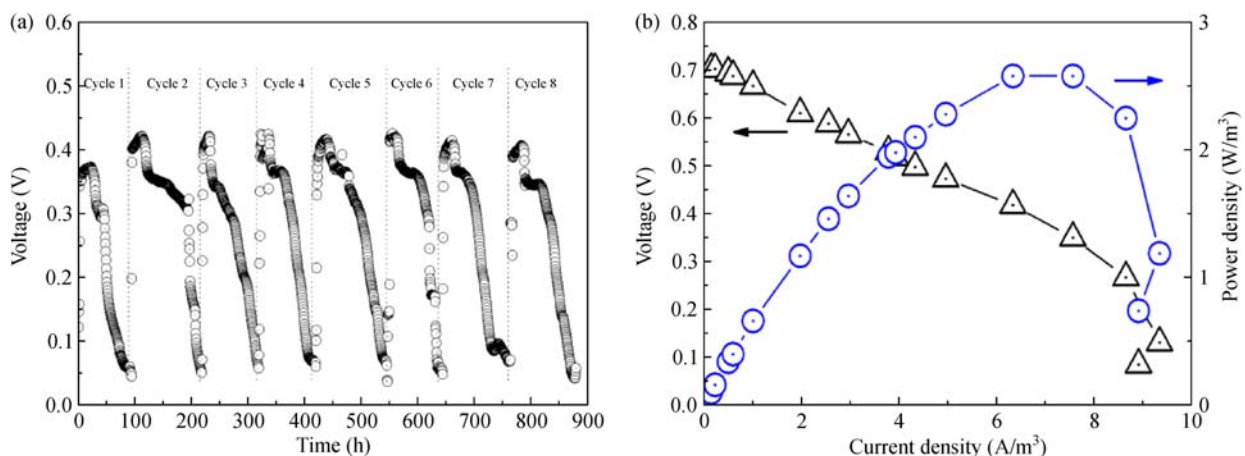 (a)
0.6
0.5
0.4
0.3
0.2
0.1
0.0
Voltage (V)
Cycle 1 Cycle 2 Cycle 3 Cycle 4 Cycle 5 Cycle 6 Cycle 7 Cycle 8
0 100 200 300 400 500 600 700 800 900
Time (h)
(b)
0.8
0.7
0.6
0.5
0.4
0.3
0.2
0.1
0.0
Voltage (V)
0 2 4 6 8 10
Current density (A/m³)
3
2
1
0
Power density (W/m³)